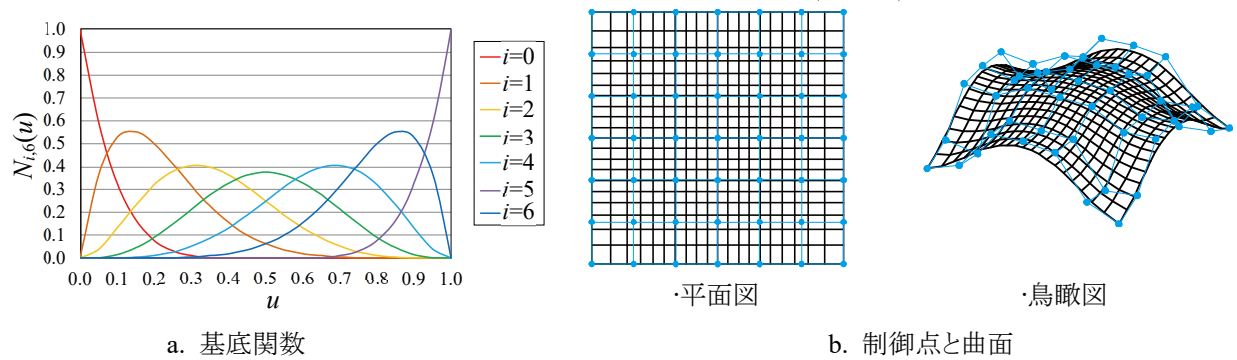 1.0
0.9
0.8
0.7
0.6
0.5
0.4
0.3
0.2
0.1
0.0
N_{i,6}(u)
0.0 0.1 0.2 0.3 0.4 0.5 0.6 0.7 0.8 0.9 1.0
u
i=0
i=1
i=2
i=3
i=4
i=5
i=6
a. 基底関数
·平面図
·鳥瞰図
b. 制御点と曲面